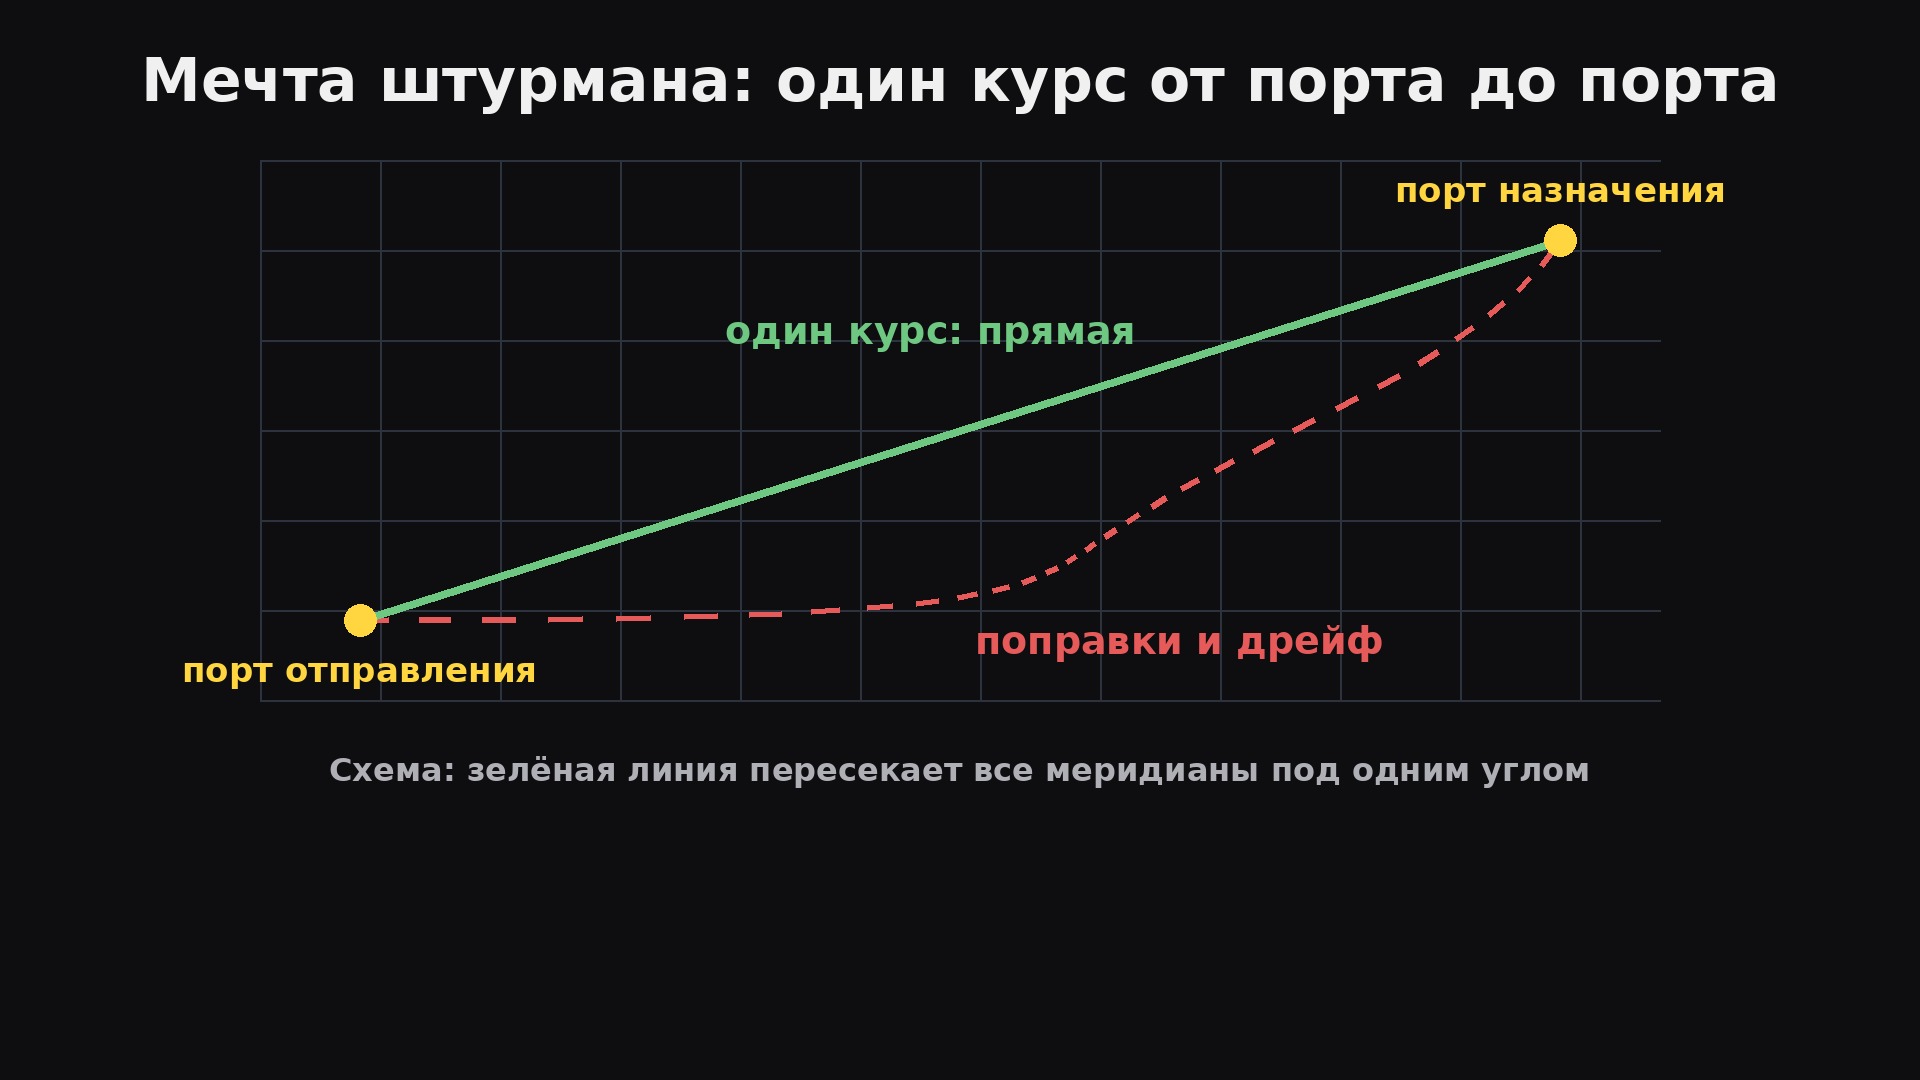 Мечта штурмана: один курс от порта до порта
порт назначения
один курс: прямая
поправки и дрейф
порт отправления
Схема: зелёная линия пересекает все меридианы под одним углом